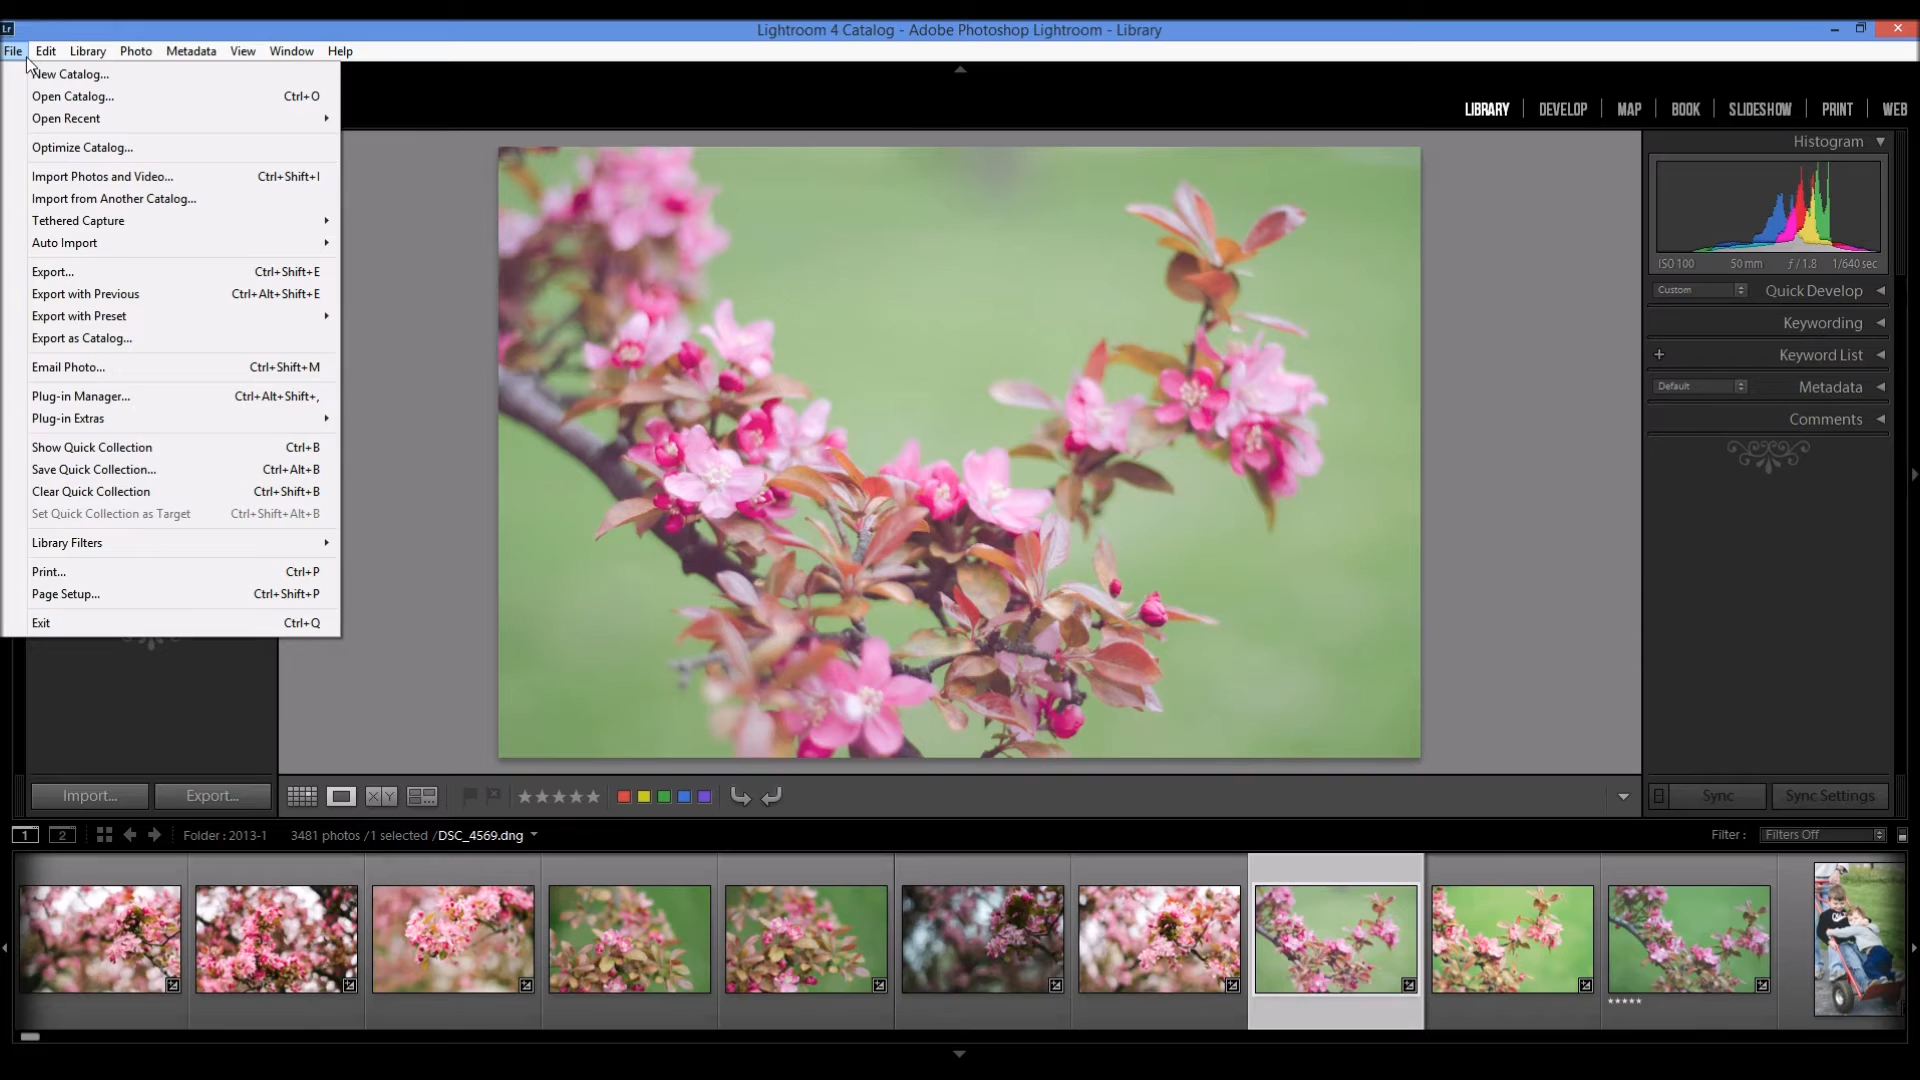 Lr
Lightroom 4 Catalog - Adobe Photoshop Lightroom - Library
File Edit Library Photo Metadata View Window Help
New Catalog...
Open Catalog... Ctrl+O
Open Recent
Optimize Catalog...
Import Photos and Video... Ctrl+Shift+I
Import from Another Catalog...
Tethered Capture
Auto Import
Export... Ctrl+Shift+E
Export with Previous Ctrl+Alt+Shift+E
Export with Preset
Export as Catalog...
Email Photo... Ctrl+Shift+M
Plug-in Manager... Ctrl+Alt+Shift+,
Plug-in Extras
Show Quick Collection Ctrl+B
Save Quick Collection... Ctrl+Alt+B
Clear Quick Collection Ctrl+Shift+B
Set Quick Collection as Target Ctrl+Shift+Alt+B
Library Filters
Print... Ctrl+P
Page Setup... Ctrl+Shift+P
Exit Ctrl+Q
LIBRARY DEVELOP MAP BOOK SLIDESHOW PRINT WEB
Histogram
ISO 100 50 mm ƒ / 1.8 1/640 sec
Custom Quick Develop
Keywording
+ Keyword List
Default Metadata
Comments
Import... Export... X Y Sync Sync Settings
1 2 Folder : 2013-1 3481 photos / 1 selected / DSC_4569.dng Filter : Filters Off
★★★★★